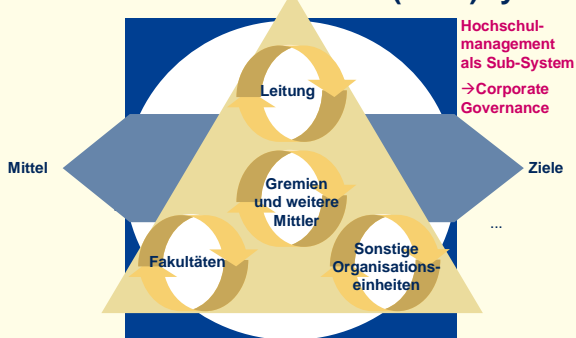 Hochschul-
management
als Sub-System
→Corporate
Governance
Leitung
Mittel
Ziele
Gremien
und weitere
Mittler
...
Fakultäten
Sonstige
Organisations-
einheiten